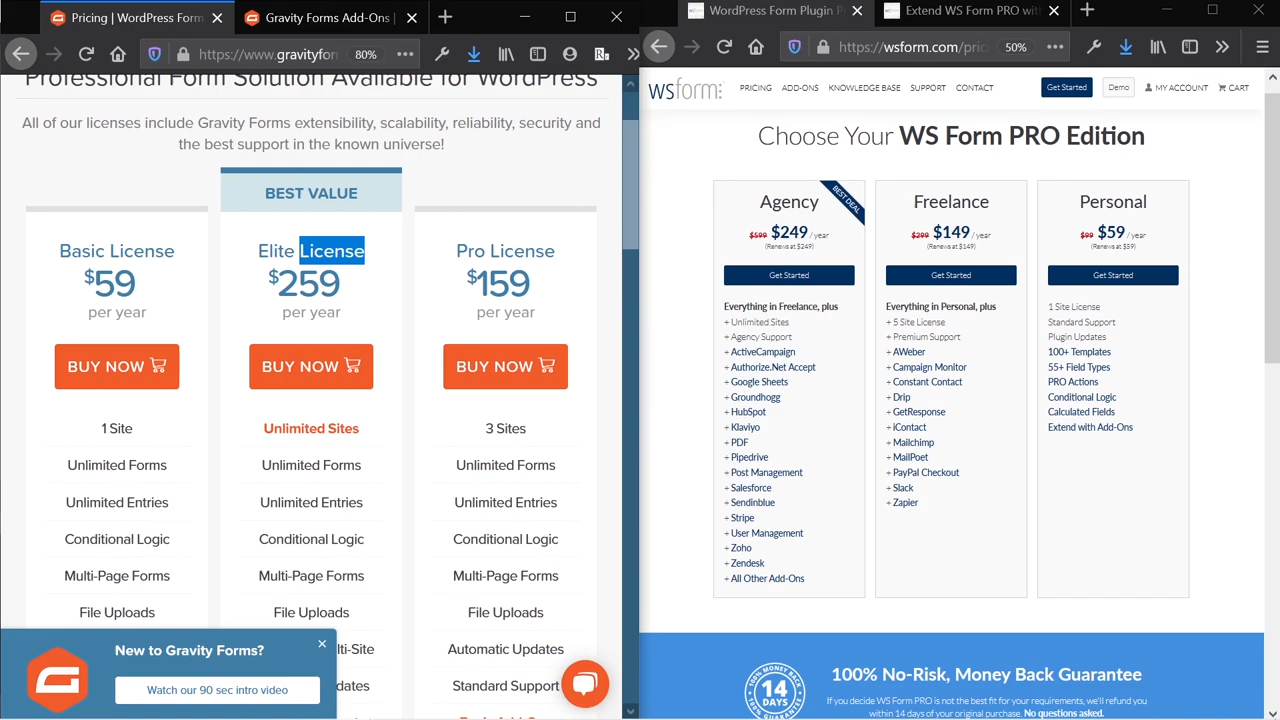 Pricing | WordPress Form
Gravity Forms Add-Ons |
https://www.gravityfor
80%
Professional Form Solution Available for WordPress
All of our licenses include Gravity Forms extensibility, scalability, reliability, security and
the best support in the known universe!
Basic License
$59
per year
BUY NOW
1 Site
Unlimited Forms
Unlimited Entries
Conditional Logic
Multi-Page Forms
File Uploads
BEST VALUE
Elite License
$259
per year
BUY NOW
Unlimited Sites
Unlimited Forms
Unlimited Entries
Conditional Logic
Multi-Page Forms
File Uploads
lti-Site
dates
Pro License
$159
per year
BUY NOW
3 Sites
Unlimited Forms
Unlimited Entries
Conditional Logic
Multi-Page Forms
File Uploads
Automatic Updates
Standard Support
New to Gravity Forms?
Watch our 90 sec intro video
WordPress Form Plugin P
Extend WS Form PRO with
https://wsform.com/pric
50%
wsform
PRICING
ADD-ONS
KNOWLEDGE BASE
SUPPORT
CONTACT
Get Started
Demo
MY ACCOUNT
CART
Choose Your WS Form PRO Edition
Agency
BEST DEAL
$599 $249 / year
(Renews at $249)
Get Started
Everything in Freelance, plus
+ Unlimited Sites
+ Agency Support
+ ActiveCampaign
+ Authorize.Net Accept
+ Google Sheets
+ Groundhogg
+ HubSpot
+ Klaviyo
+ PDF
+ Pipedrive
+ Post Management
+ Salesforce
+ Sendinblue
+ Stripe
+ User Management
+ Zoho
+ Zendesk
+ All Other Add-Ons
Freelance
$299 $149 / year
(Renews at $149)
Get Started
Everything in Personal, plus
+ 5 Site License
+ Premium Support
+ AWeber
+ Campaign Monitor
+ Constant Contact
+ Drip
+ GetResponse
+ iContact
+ Mailchimp
+ MailPoet
+ PayPal Checkout
+ Slack
+ Zapier
Personal
$99 $59 / year
(Renews at $59)
Get Started
1 Site License
Standard Support
Plugin Updates
100+ Templates
55+ Field Types
PRO Actions
Conditional Logic
Calculated Fields
Extend with Add-Ons
MONEY BACK
14
DAYS
100% No-Risk, Money Back Guarantee
If you decide WS Form PRO is not the best fit for your requirements, we'll refund you
within 14 days of your original purchase. No questions asked.